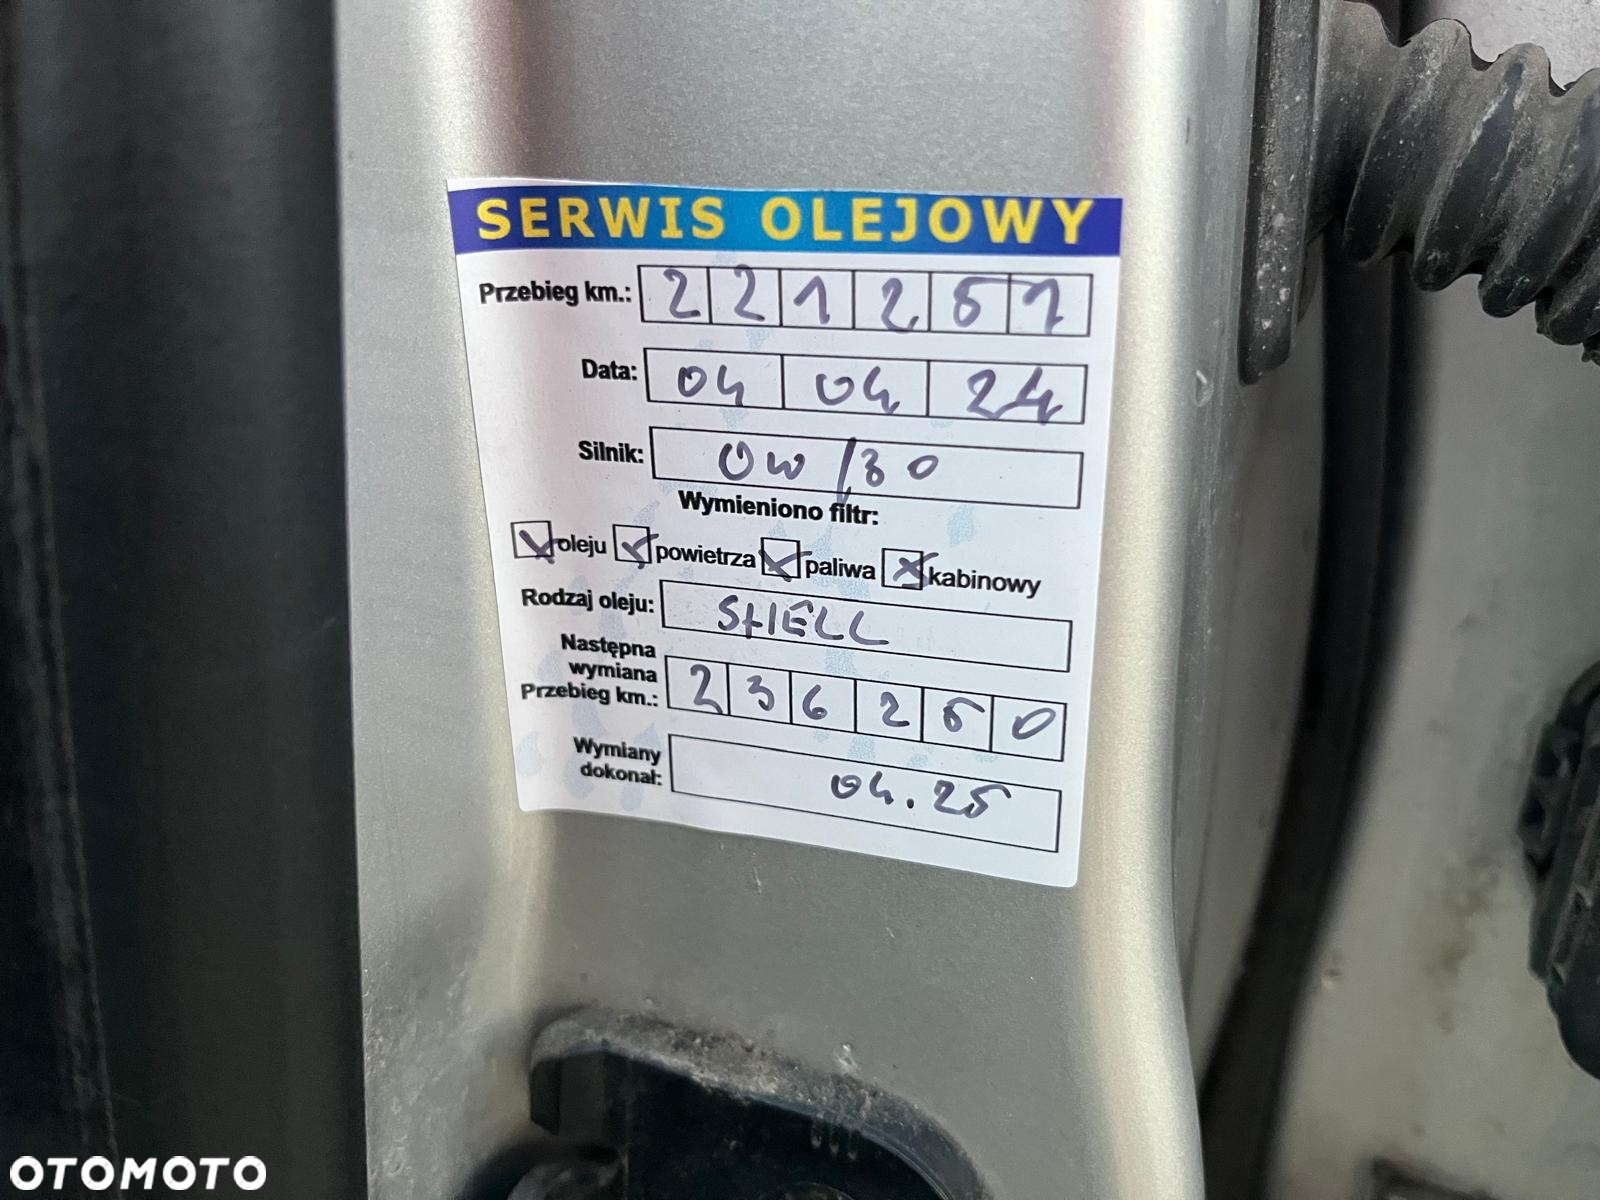 SERWIS OLEJOWY
Przebieg km.: 221251
Data: 04 04 24
Silnik: 0W/30
Wymieniono filtr:
oleju powietrza paliwa kabinowy
Rodzaj oleju: SHELL
Następna
wymiana
Przebieg km.: 236250
Wymiany
dokonał: 04.25
OTOMOTO